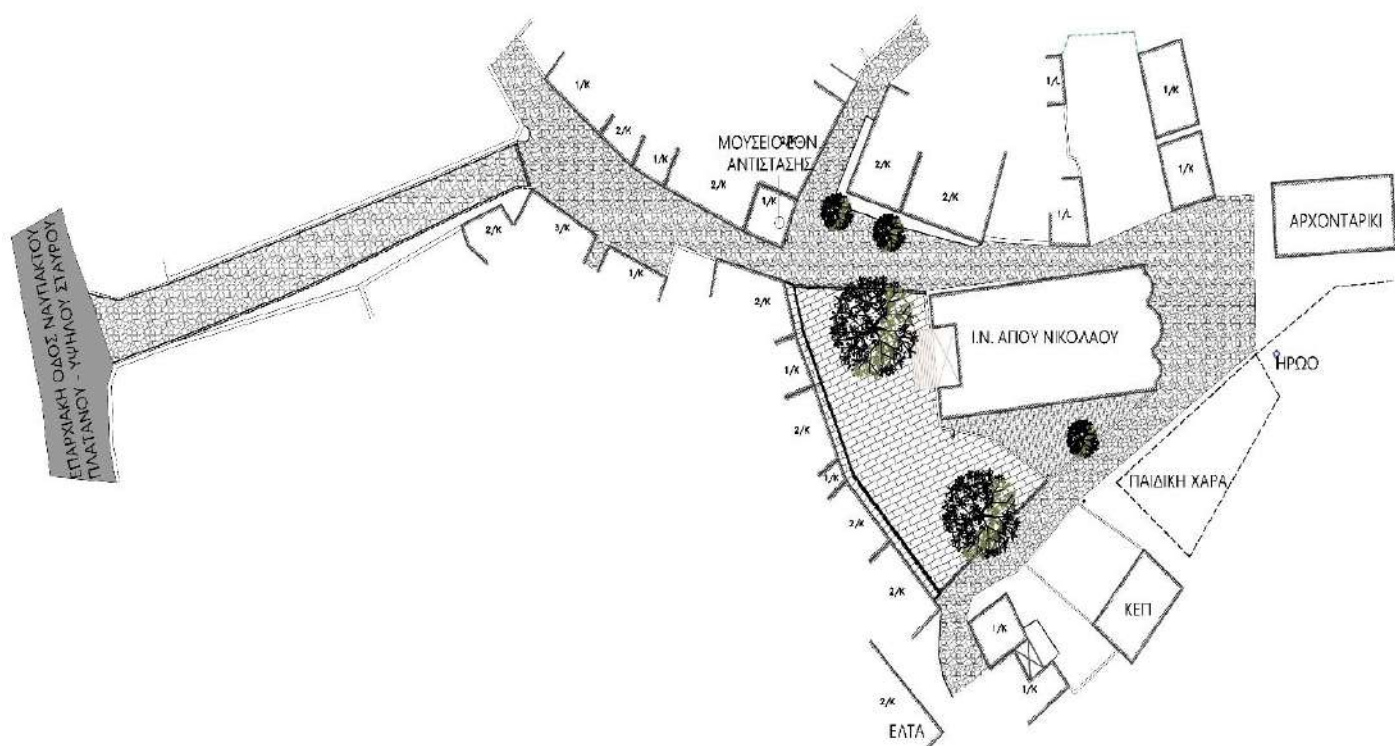 1/Κ
2/Κ
1/Κ
2/Κ
ΜΟΥΣΕΙΟ ΕΘΝ.
ΑΝΤΙΣΤΑΣΗΣ
1/Κ
2/Κ
2/Κ
1/L
1/L
1/Κ
1/Κ
ΑΡΧΟΝΤΑΡΙΚΙ
2/Κ
3/Κ
1/Κ
2/Κ
ΕΠΑΡΧΙΑΚΗ ΟΔΟΣ ΝΑΥΠΑΚΤΟΥ
ΠΛΑΤΑΝΟΥ - ΥΨΗΛΟΥ ΣΤΑΥΡΟΥ
Ι.Ν. ΑΓΙΟΥ ΝΙΚΟΛΑΟΥ
ΗΡΩΟ
1/Κ
2/Κ
1/Κ
ΠΑΙΔΙΚΗ ΧΑΡΑ
2/Κ
2/Κ
ΚΕΠ
1/Κ
1/Κ
2/Κ
ΕΛΤΑ